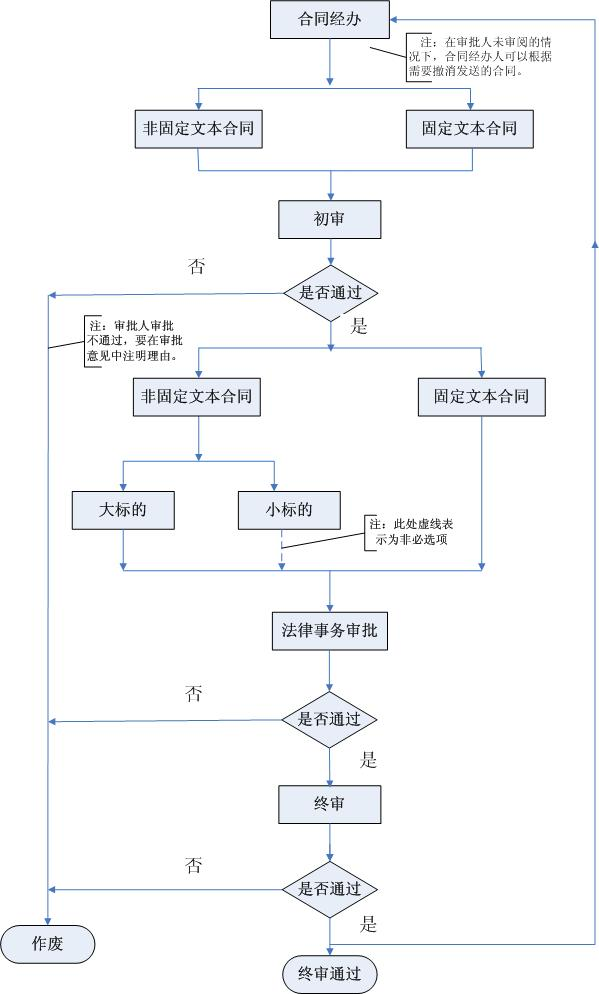 合同经办
注：在审批人未审阅的情
况下，合同经办人可以根据
需要撤消发送的合同。
非固定文本合同
固定文本合同
初审
否
是否通过
是
注：审批人审批
不通过，要在审批
意见中注明理由。
非固定文本合同
固定文本合同
大标的
小标的
注：此处虚线表
示为非必选项
法律事务审批
否
是否通过
是
终审
否
是否通过
是
作废
终审通过